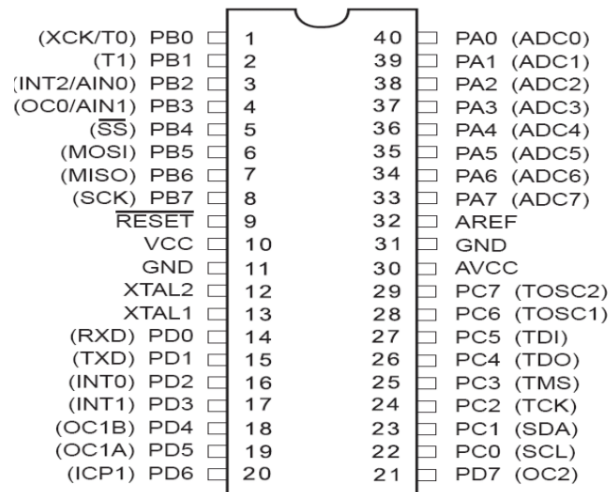 (XCK/T0) PB0 1 40 PA0 (ADC0)
(T1) PB1 2 39 PA1 (ADC1)
(INT2/AIN0) PB2 3 38 PA2 (ADC2)
(OC0/AIN1) PB3 4 37 PA3 (ADC3)
(SS) PB4 5 36 PA4 (ADC4)
(MOSI) PB5 6 35 PA5 (ADC5)
(MISO) PB6 7 34 PA6 (ADC6)
(SCK) PB7 8 33 PA7 (ADC7)
RESET 9 32 AREF
VCC 10 31 GND
GND 11 30 AVCC
XTAL2 12 29 PC7 (TOSC2)
XTAL1 13 28 PC6 (TOSC1)
(RXD) PD0 14 27 PC5 (TDI)
(TXD) PD1 15 26 PC4 (TDO)
(INT0) PD2 16 25 PC3 (TMS)
(INT1) PD3 17 24 PC2 (TCK)
(OC1B) PD4 18 23 PC1 (SDA)
(OC1A) PD5 19 22 PC0 (SCL)
(ICP1) PD6 20 21 PD7 (OC2)